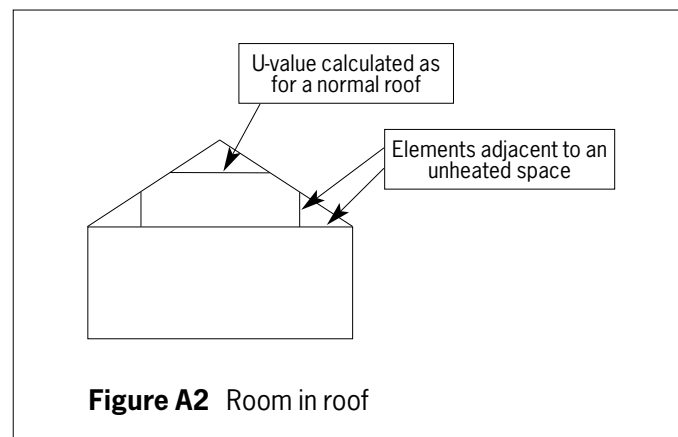 U-value calculated as
for a normal roof
Elements adjacent to an
unheated space
Figure A2 Room in roof